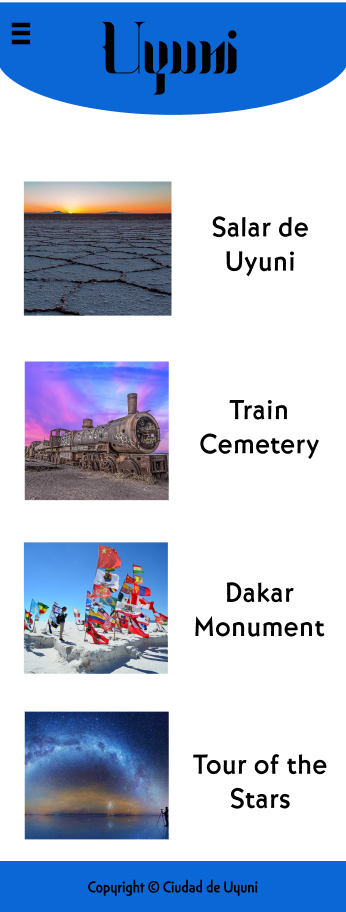 Uyuni
Salar de
Uyuni
Train
Cemetery
Dakar
Monument
Tour of the
Stars
Copyright © Ciudad de Uyuni